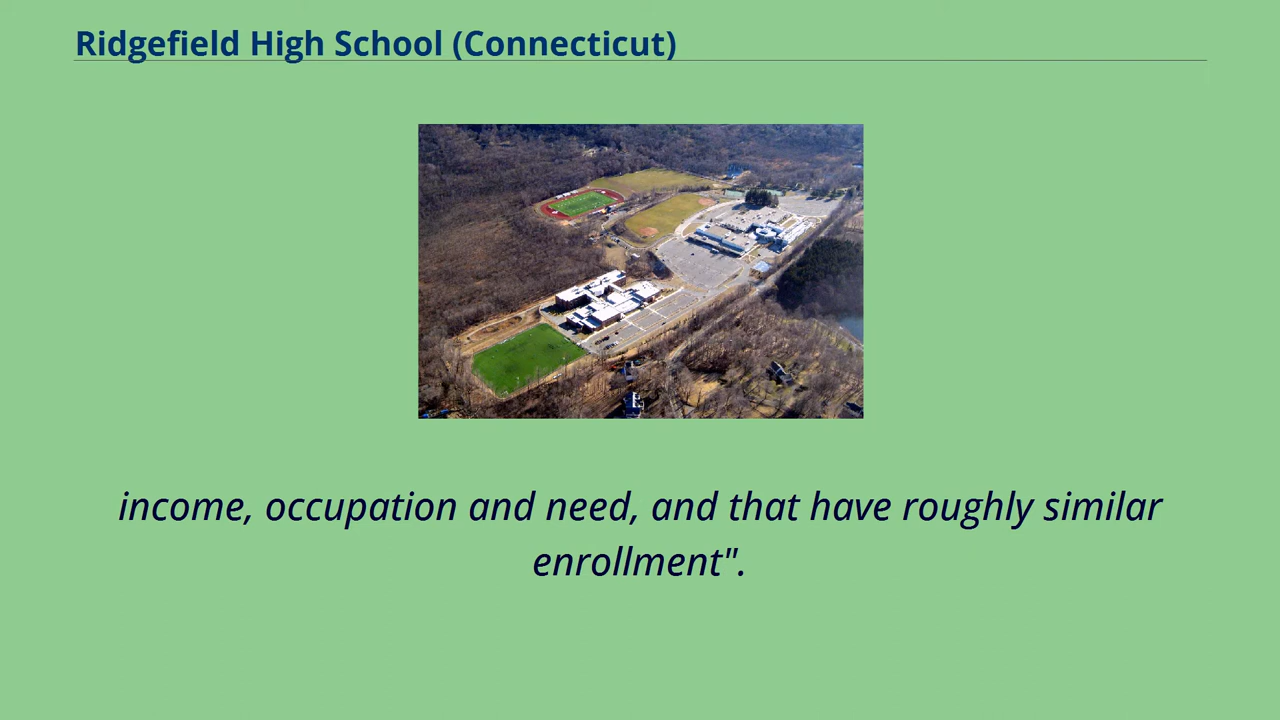 Ridgefield High School (Connecticut)
income, occupation and need, and that have roughly similar
enrollment".